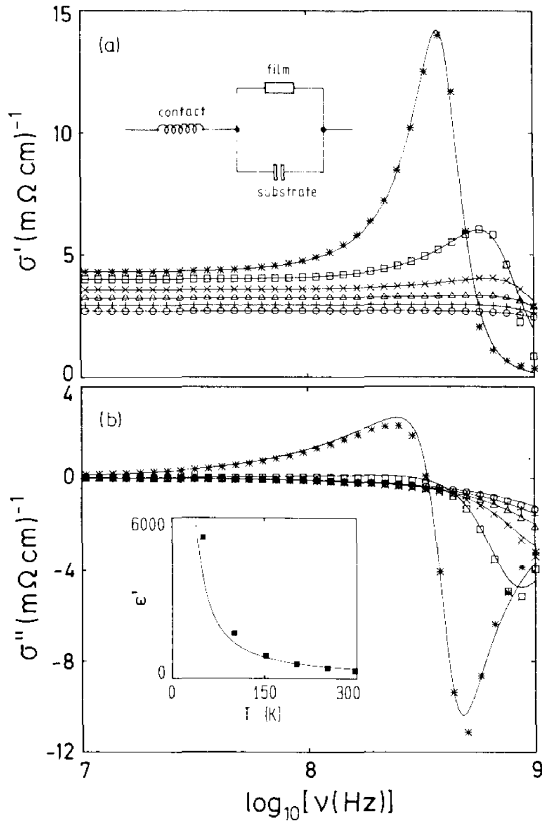 15
(a)
film
contact
substrate
10
σ' (m Ω cm)⁻¹
5
0
4
(b)
0
6000
ε'
0
0
150
300
T (K)
-4
σ'' (m Ω cm)⁻¹
-8
-12
7
8
9
log₁₀ [ν(Hz)]